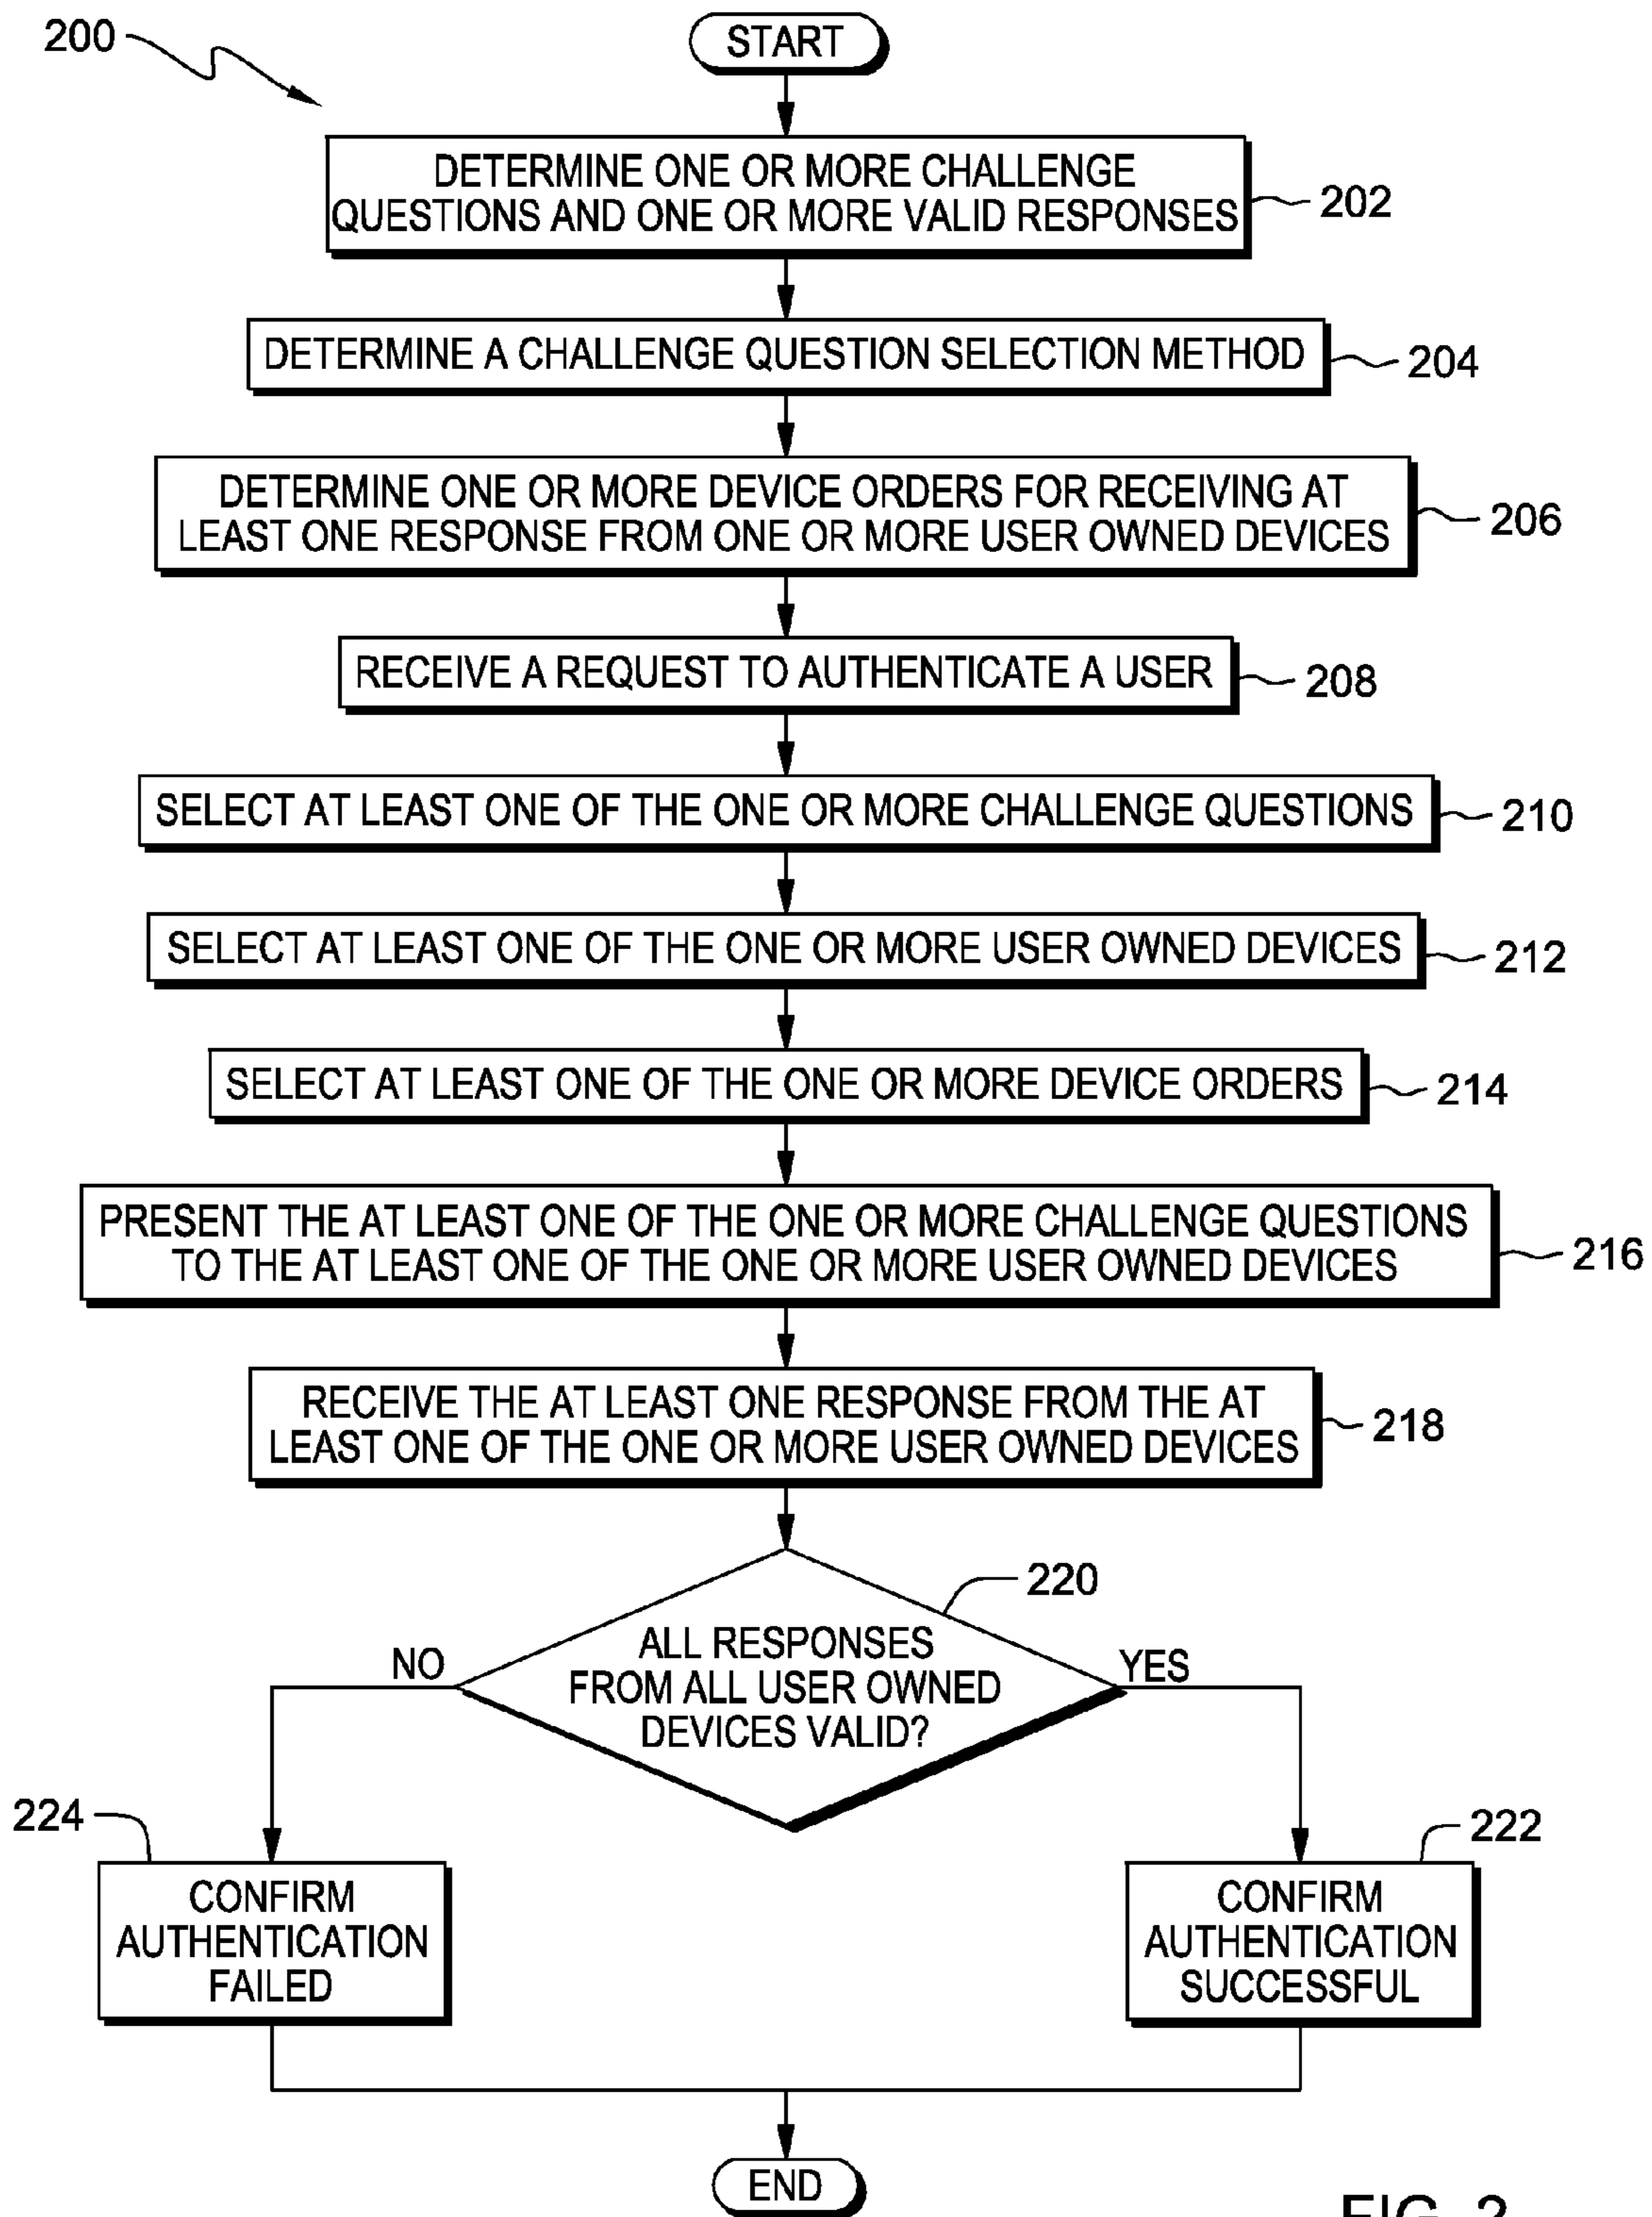 200
START
DETERMINE ONE OR MORE CHALLENGE
QUESTIONS AND ONE OR MORE VALID RESPONSES
202
DETERMINE A CHALLENGE QUESTION SELECTION METHOD
204
DETERMINE ONE OR MORE DEVICE ORDERS FOR RECEIVING AT
LEAST ONE RESPONSE FROM ONE OR MORE USER OWNED DEVICES
206
RECEIVE A REQUEST TO AUTHENTICATE A USER
208
SELECT AT LEAST ONE OF THE ONE OR MORE CHALLENGE QUESTIONS
210
SELECT AT LEAST ONE OF THE ONE OR MORE USER OWNED DEVICES
212
SELECT AT LEAST ONE OF THE ONE OR MORE DEVICE ORDERS
214
PRESENT THE AT LEAST ONE OF THE ONE OR MORE CHALLENGE QUESTIONS
TO THE AT LEAST ONE OF THE ONE OR MORE USER OWNED DEVICES
216
RECEIVE THE AT LEAST ONE RESPONSE FROM THE AT
LEAST ONE OF THE ONE OR MORE USER OWNED DEVICES
218
220
ALL RESPONSES
FROM ALL USER OWNED
DEVICES VALID?
NO
YES
224
CONFIRM
AUTHENTICATION
FAILED
222
CONFIRM
AUTHENTICATION
SUCCESSFUL
END
FIG. 2